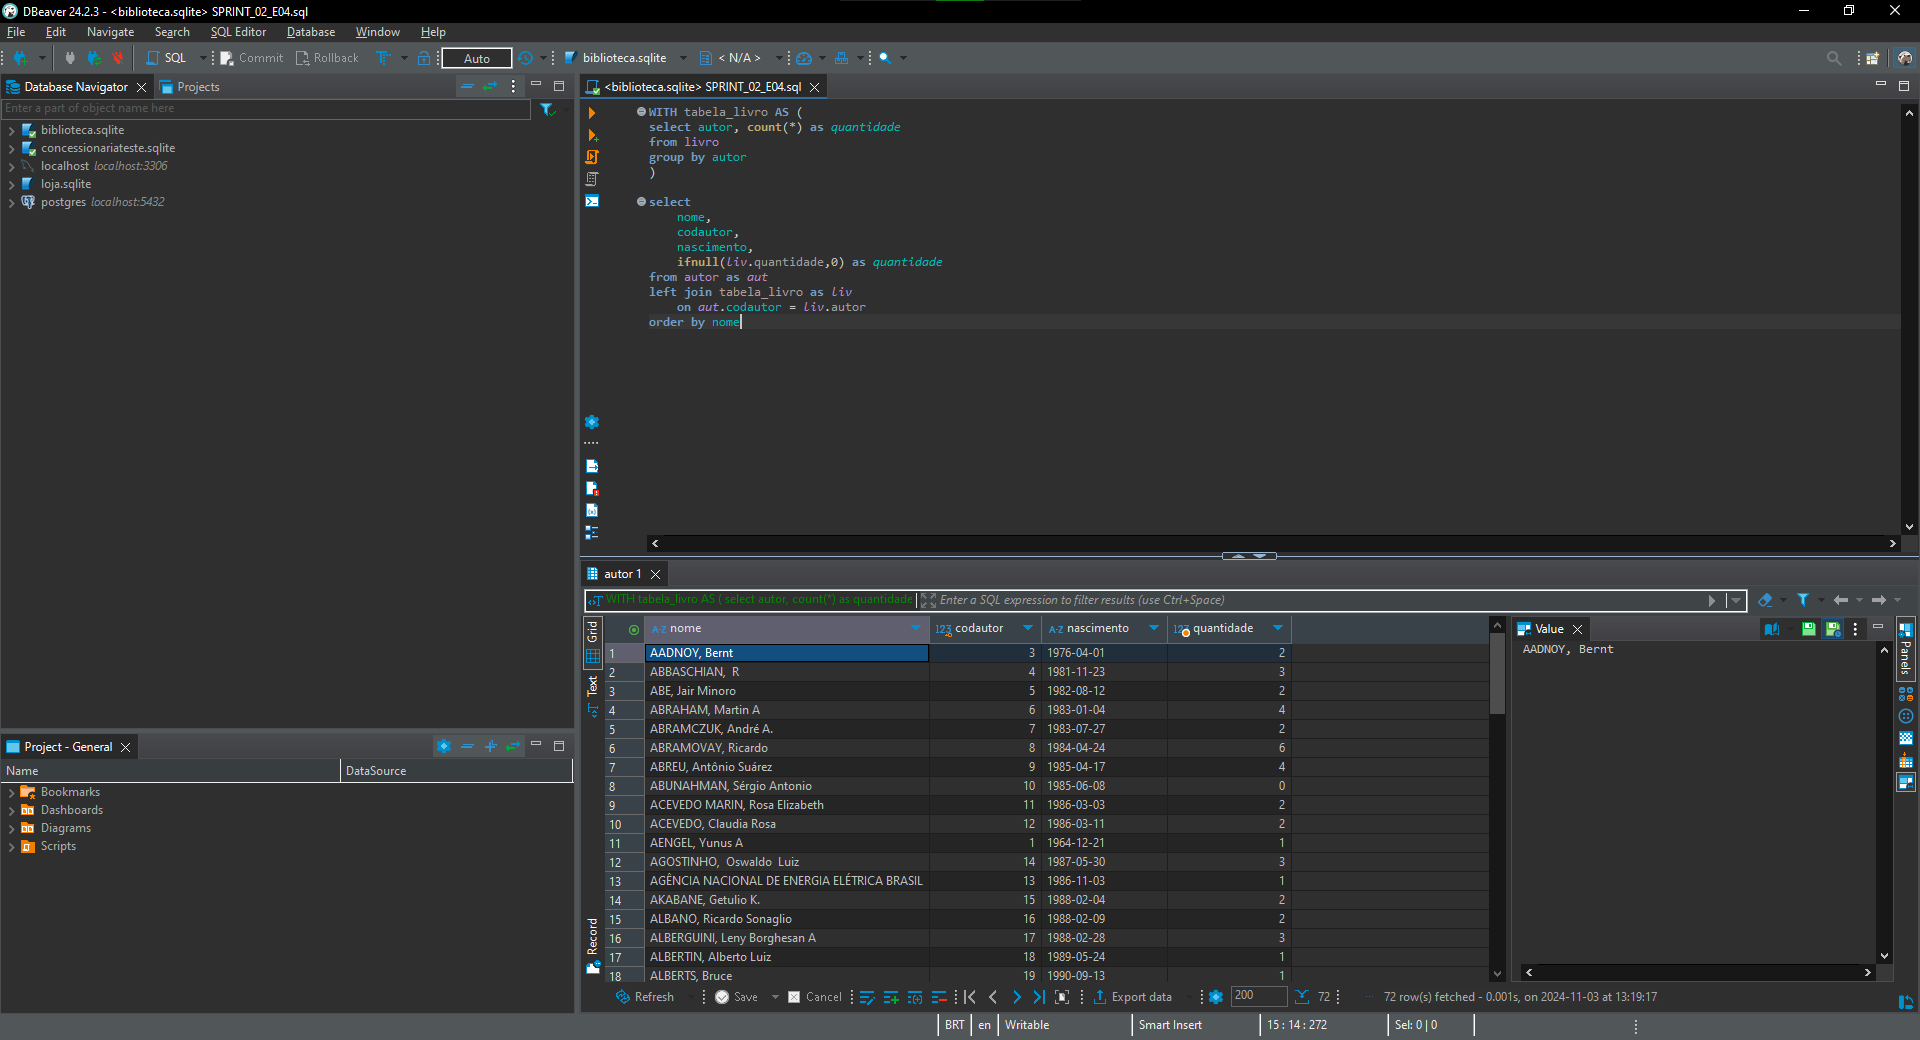 DBeaver 24.2.3 - <biblioteca.sqlite> SPRINT_02_E04.sql
File Edit Navigate Search SQL Editor Database Window Help
SQL Commit Rollback Auto biblioteca.sqlite < N/A >
Database Navigator Projects
Enter a part of object name here
biblioteca.sqlite
concessionariateste.sqlite
localhost localhost:3306
loja.sqlite
postgres localhost:5432
Project - General
Name DataSource
Bookmarks
Dashboards
Diagrams
Scripts
<biblioteca.sqlite> SPRINT_02_E04.sql
WITH tabela_livro AS (
select autor, count(*) as quantidade
from livro
group by autor
)
select
nome,
codautor,
nascimento,
ifnull(liv.quantidade,0) as quantidade
from autor as aut
left join tabela_livro as liv
on aut.codautor = liv.autor
order by nome
autor 1
WITH tabela_livro AS ( select autor, count(*) as quantidade Enter a SQL expression to filter results (use Ctrl+Space)
Grid
Text
Record
A-Z nome 123 codautor A-Z nascimento 123 quantidade
1 AADNOY, Bernt 3 1976-04-01 2
2 ABBASCHIAN, R 4 1981-11-23 3
3 ABE, Jair Minoro 5 1982-08-12 2
4 ABRAHAM, Martin A 6 1983-01-04 4
5 ABRAMCZUK, André A. 7 1983-07-27 2
6 ABRAMOVAY, Ricardo 8 1984-04-24 6
7 ABREU, Antônio Suárez 9 1985-04-17 4
8 ABUNAHMAN, Sérgio Antonio 10 1985-06-08 0
9 ACEVEDO MARIN, Rosa Elizabeth 11 1986-03-03 2
10 ACEVEDO, Claudia Rosa 12 1986-03-11 2
11 AENGEL, Yunus A 1 1964-12-21 1
12 AGOSTINHO, Oswaldo Luiz 14 1987-05-30 3
13 AGÊNCIA NACIONAL DE ENERGIA ELÉTRICA BRASIL 13 1986-11-03 1
14 AKABANE, Getulio K. 15 1988-02-04 2
15 ALBANO, Ricardo Sonaglio 16 1988-02-09 2
16 ALBERGUINI, Leny Borghesan A 17 1988-02-28 3
17 ALBERTIN, Alberto Luiz 18 1989-05-24 1
18 ALBERTS, Bruce 19 1990-09-13 1
Value
AADNOY, Bernt
Panels
Refresh Save Cancel Export data 200 72 72 row(s) fetched - 0.001s, on 2024-11-03 at 13:19:17
BRT en Writable Smart Insert 15 : 14 : 272 Sel: 0 | 0